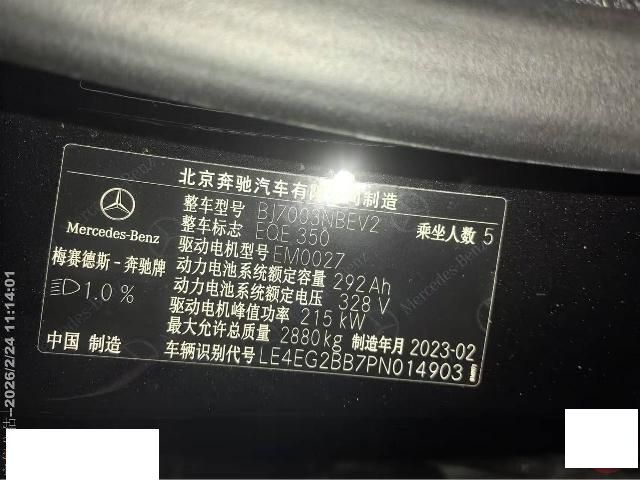 北京奔驰汽车有限公司制造
整车型号 BJ7003NBEV2 乘坐人数 5
整车标志 EQE 350
驱动电机型号 EM0027
动力电池系统额定容量 292Ah
动力电池系统额定电压 328 V
驱动电机峰值功率 215 kW
最大允许总质量 2880kg 制造年月 2023-02
车辆识别代号 LE4EG2BB7PN014903
Mercedes-Benz
梅赛德斯-奔驰牌
1.0 %
中国 制造
Mercedes-Benz
Mercedes-Benz
2026/2/24 11:14:01